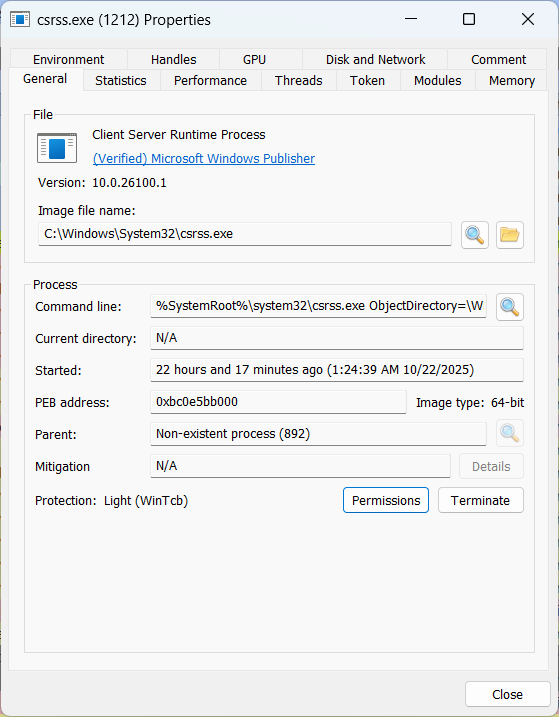 csrss.exe (1212) Properties
Environment Handles GPU Disk and Network Comment
General Statistics Performance Threads Token Modules Memory
File
Client Server Runtime Process
(Verified) Microsoft Windows Publisher
Version: 10.0.26100.1
Image file name:
C:\Windows\System32\csrss.exe
Process
Command line: %SystemRoot%\system32\csrss.exe ObjectDirectory=\W
Current directory: N/A
Started: 22 hours and 17 minutes ago (1:24:39 AM 10/22/2025)
PEB address: 0xbc0e5bb000 Image type: 64-bit
Parent: Non-existent process (892)
Mitigation N/A Details
Protection: Light (WinTcb) Permissions Terminate
Close